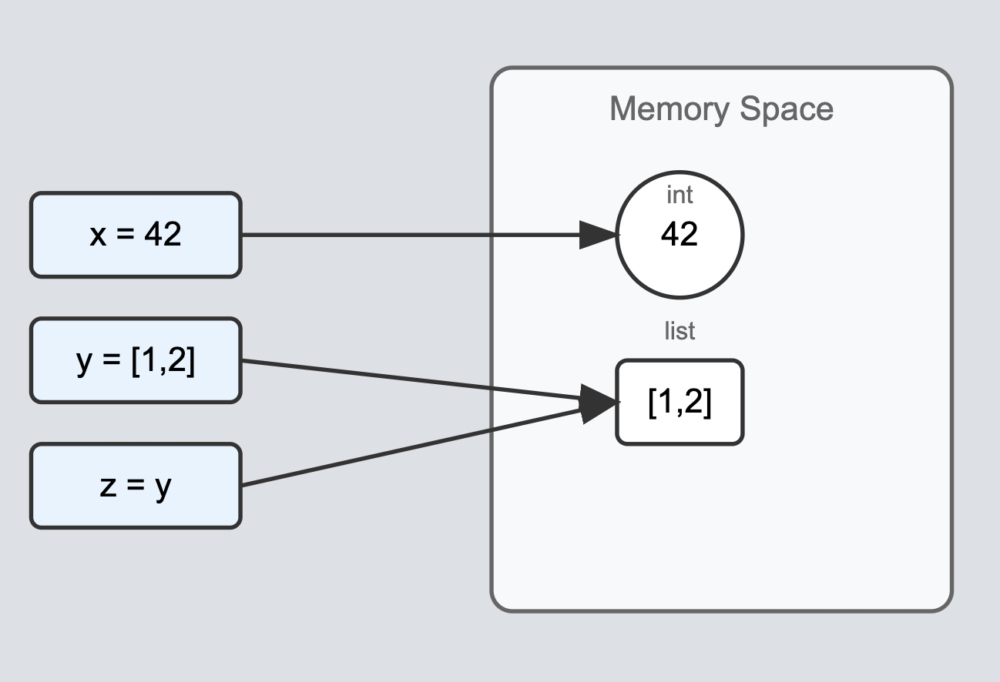 Memory Space
x = 42
int
42
y = [1,2]
list
[1,2]
z = y